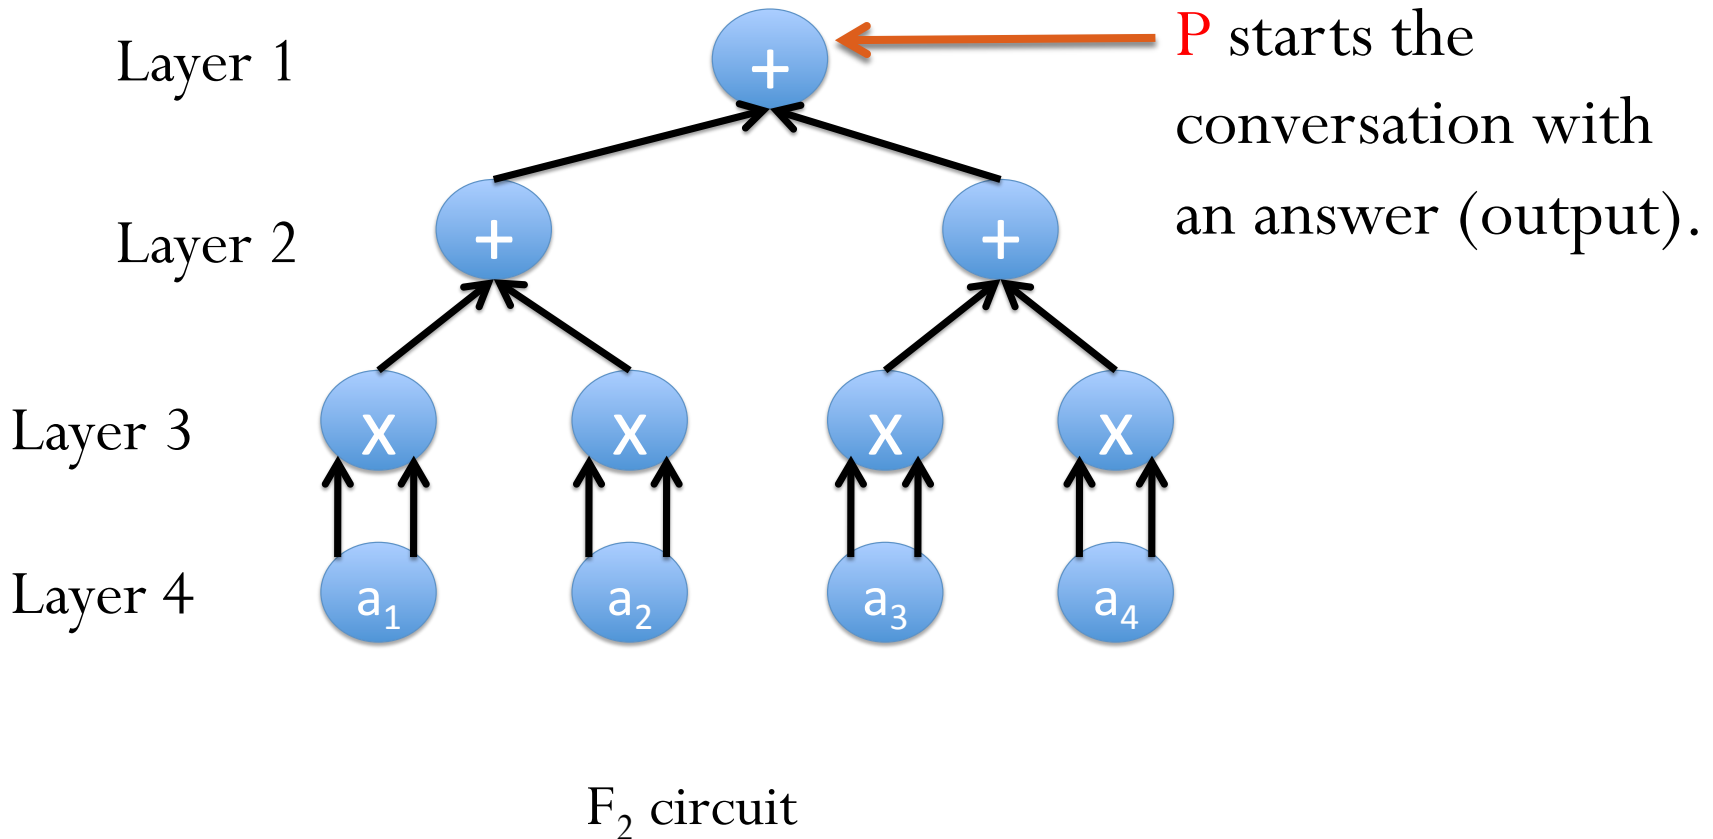 Layer 1
+
P starts the
conversation with
an answer (output).
Layer 2
+ +
Layer 3
x x x x
Layer 4
a₁ a₂ a₃ a₄
F₂ circuit